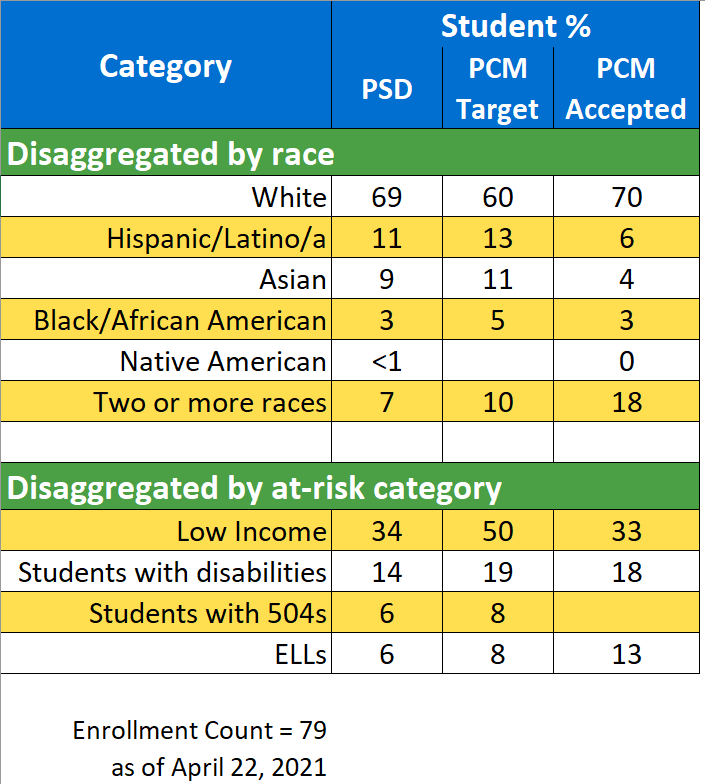 Category
Student %
PSD
PCM
Target
PCM
Accepted
Disaggregated by race
White 69 60 70
Hispanic/Latino/a 11 13 6
Asian 9 11 4
Black/African American 3 5 3
Native American <1 0
Two or more races 7 10 18
Disaggregated by at-risk category
Low Income 34 50 33
Students with disabilities 14 19 18
Students with 504s 6 8
ELLs 6 8 13
Enrollment Count = 79
as of April 22, 2021